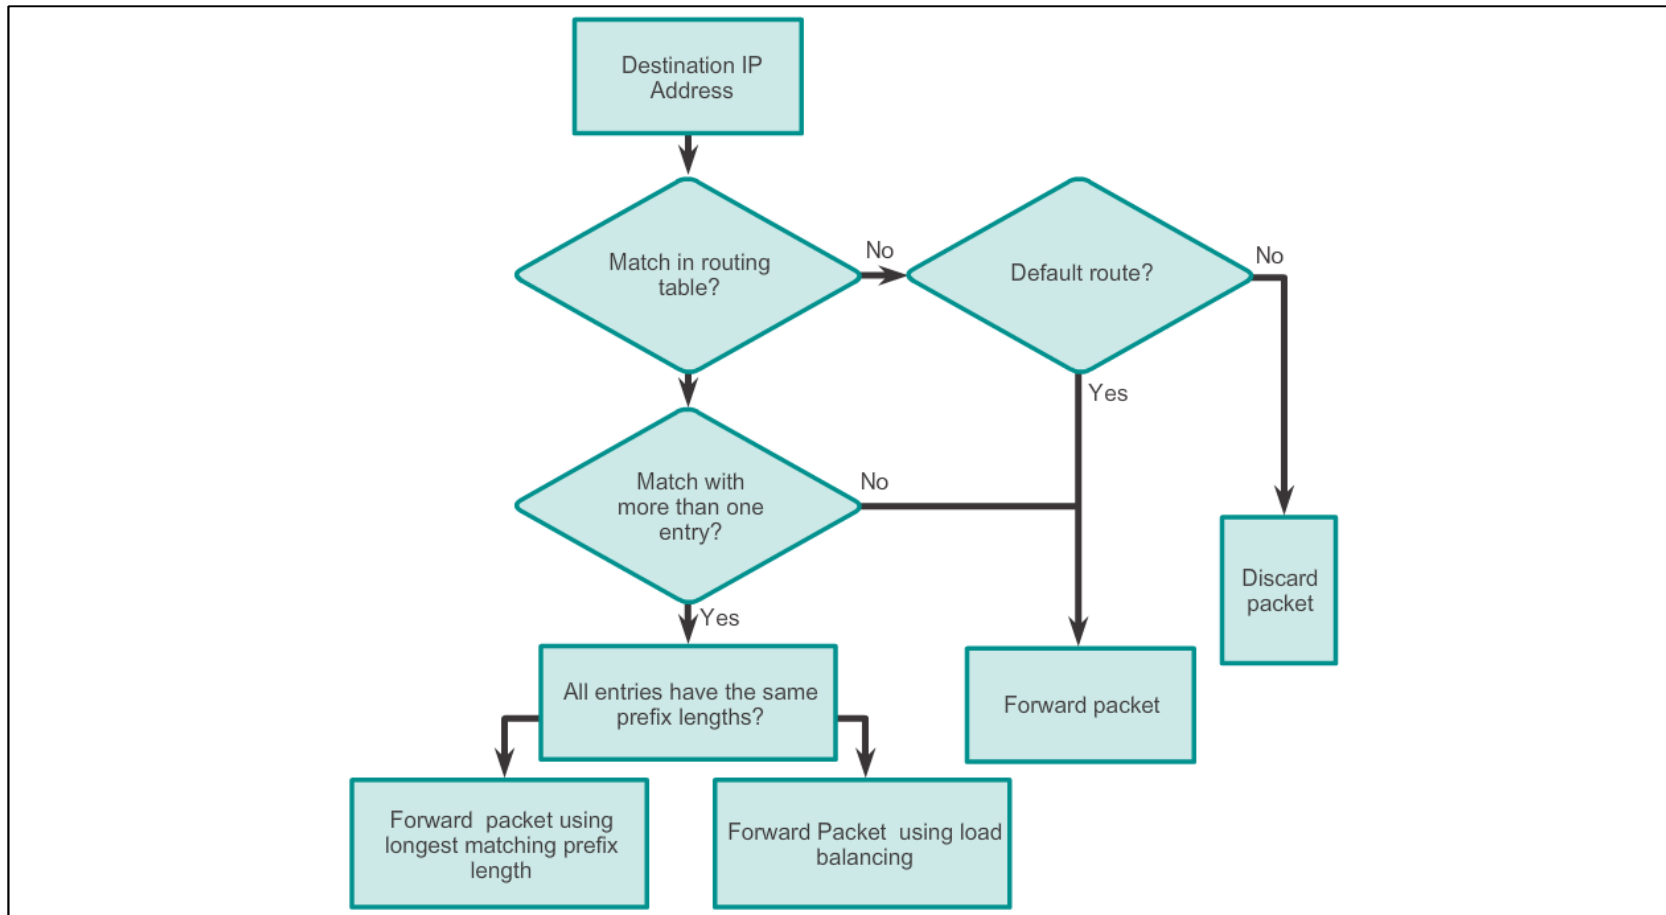 Destination IP
Address
Match in routing
table?
No
Default route?
No
Yes
Match with
more than one
entry?
No
Yes
Discard
packet
All entries have the same
prefix lengths?
Forward packet
Forward packet using
longest matching prefix
length
Forward Packet using load
balancing